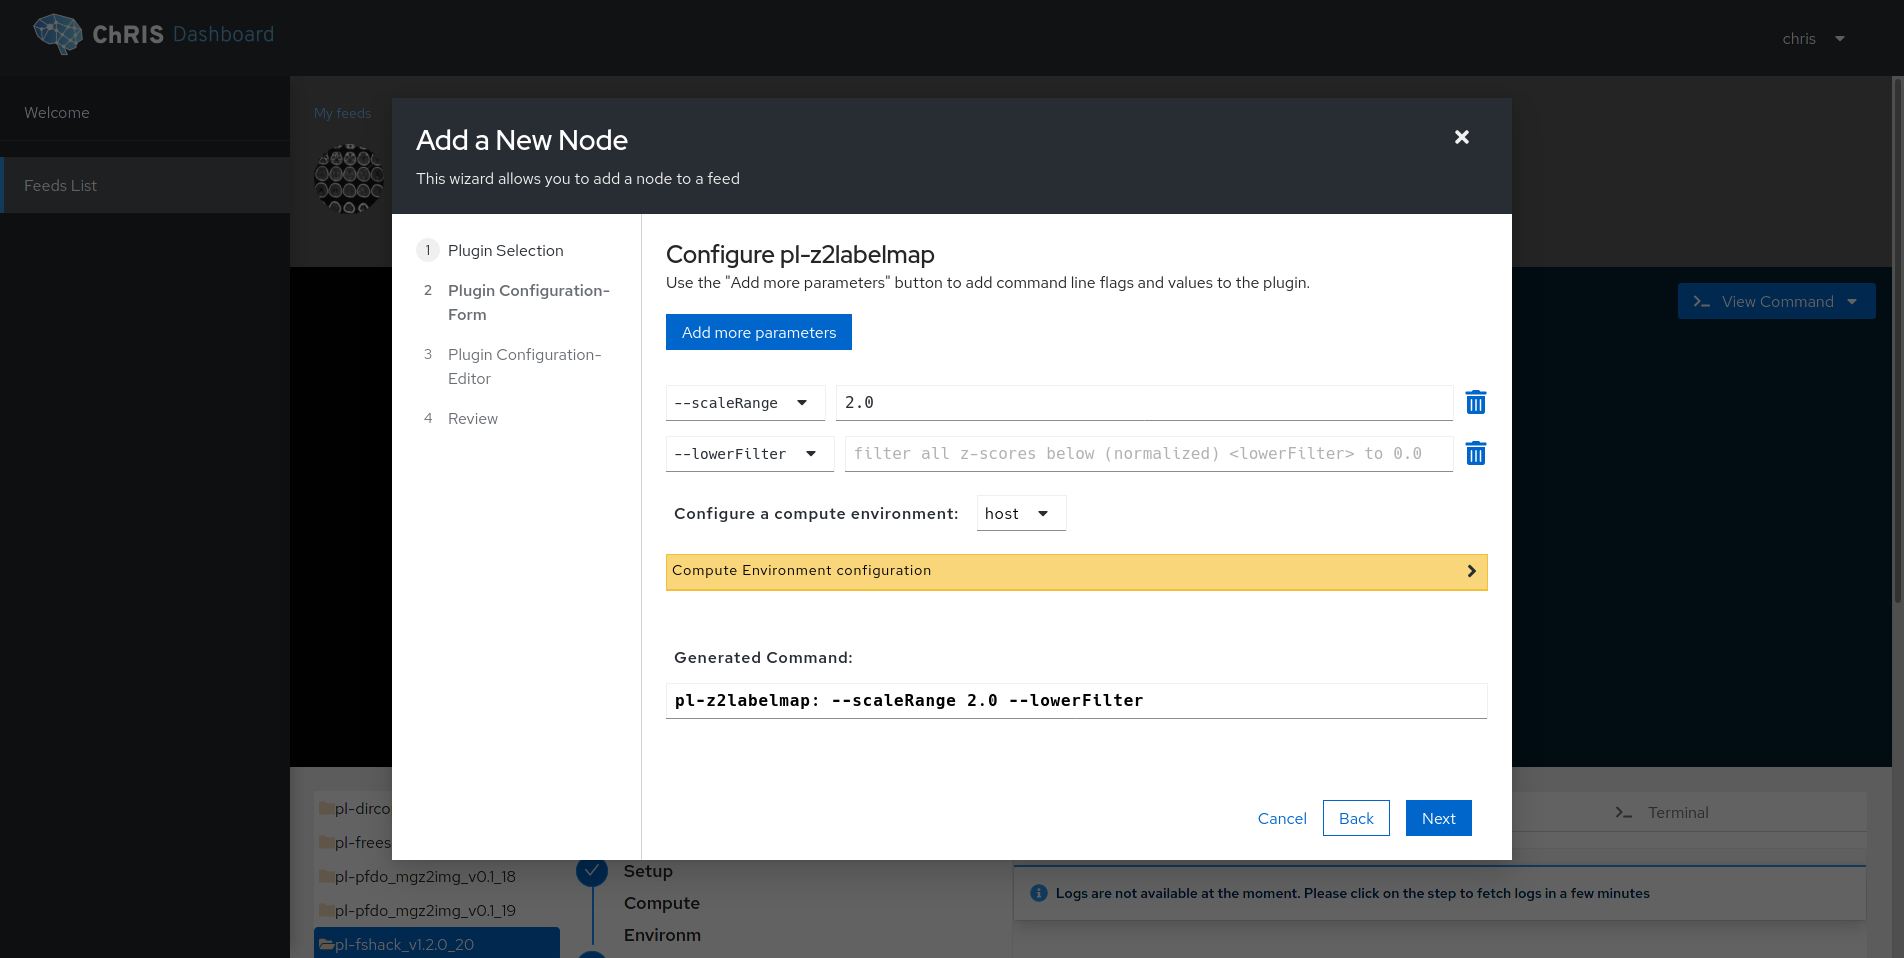 ChRIS Dashboard
chris
Welcome
Feeds List
My feeds
Add a New Node
This wizard allows you to add a node to a feed
1 Plugin Selection
2 Plugin Configuration-
Form
3 Plugin Configuration-
Editor
4 Review
Configure pl-z2labelmap
Use the "Add more parameters" button to add command line flags and values to the plugin.
Add more parameters
--scaleRange 2.0
--lowerFilter filter all z-scores below (normalized) <lowerFilter> to 0.0
Configure a compute environment: host
Compute Environment configuration
Generated Command:
pl-z2labelmap: --scaleRange 2.0 --lowerFilter
Cancel Back Next
>_ View Command
pl-dirco
pl-frees
pl-pfdo_mgz2img_v0.1_18
pl-pfdo_mgz2img_v0.1_19
pl-fshack_v1.2.0_20
Setup
Compute
Environm
>_ Terminal
Logs are not available at the moment. Please click on the step to fetch logs in a few minutes